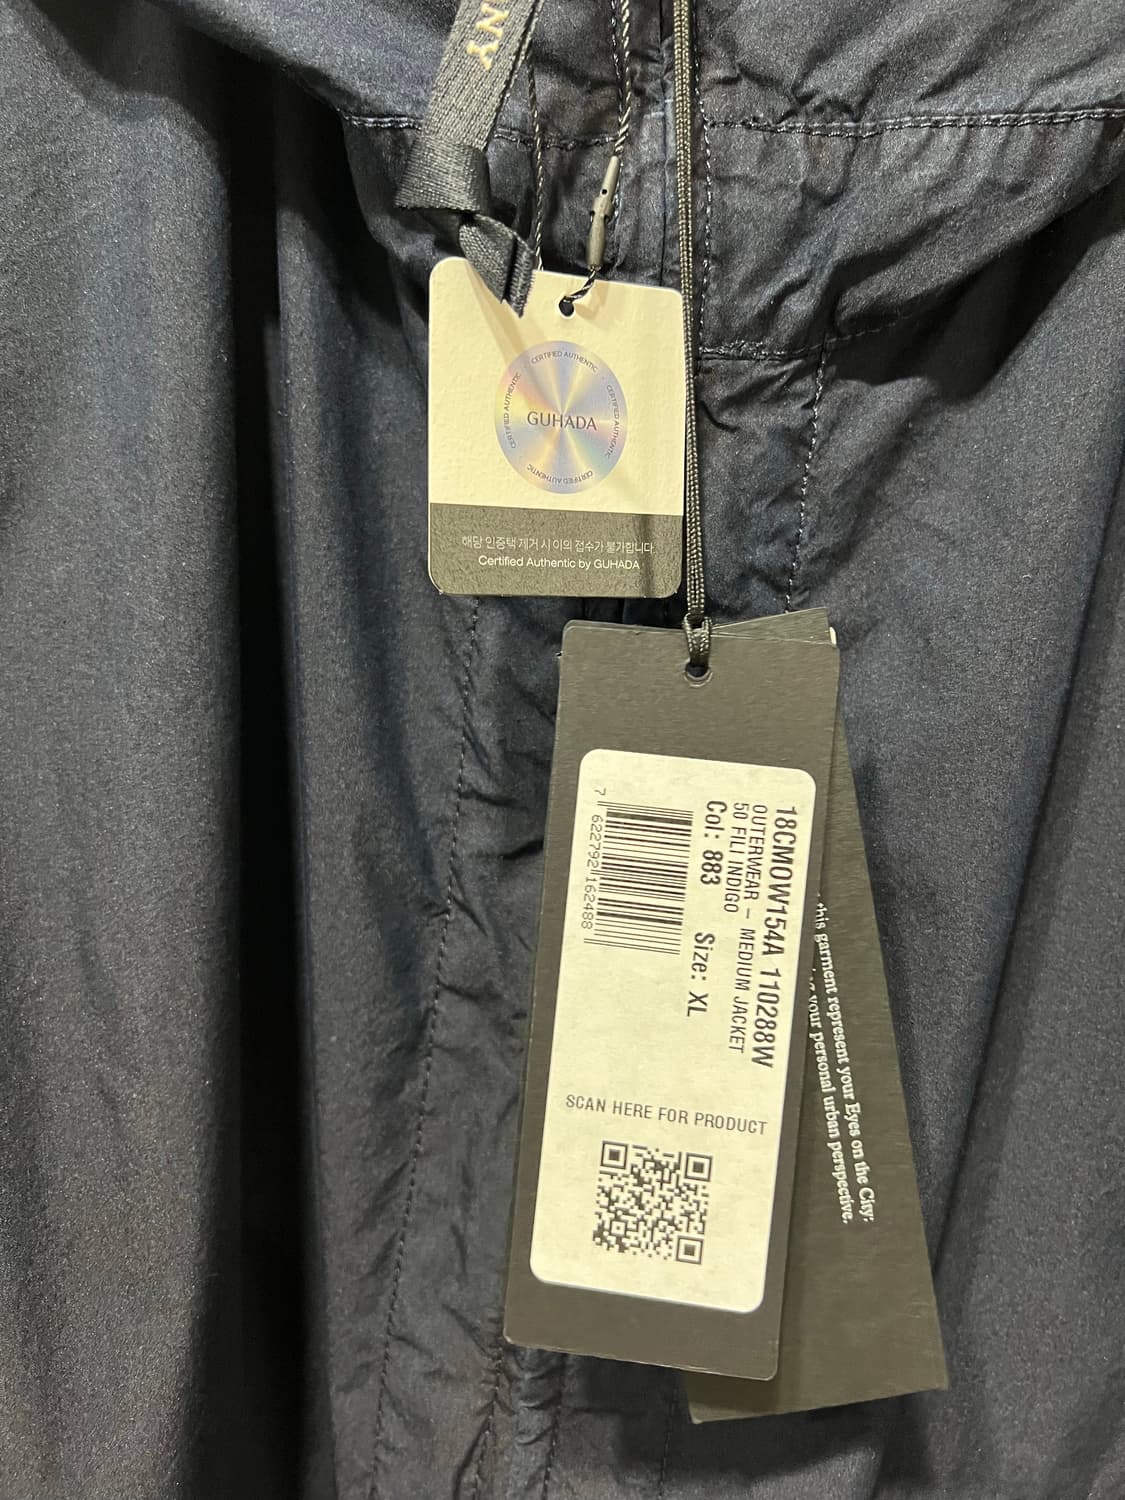 NY
CERTIFIED AUTHENTIC · CERTIFIED AUTHENTIC · CERTIFIED AUTHENTIC · CERTIFIED AUTHENTIC
GUHADA
해당 인증택 제거 시 이의 접수가 불가합니다.
Certified Authentic by GUHADA
18CMOW154A 110288W
OUTERWEAR – MEDIUM JACKET
50 FILI INDIGO
Col: 883 Size: XL
7 622792 162488
SCAN HERE FOR PRODUCT
this garment represent your Eyes on the City:
your personal urban perspective.